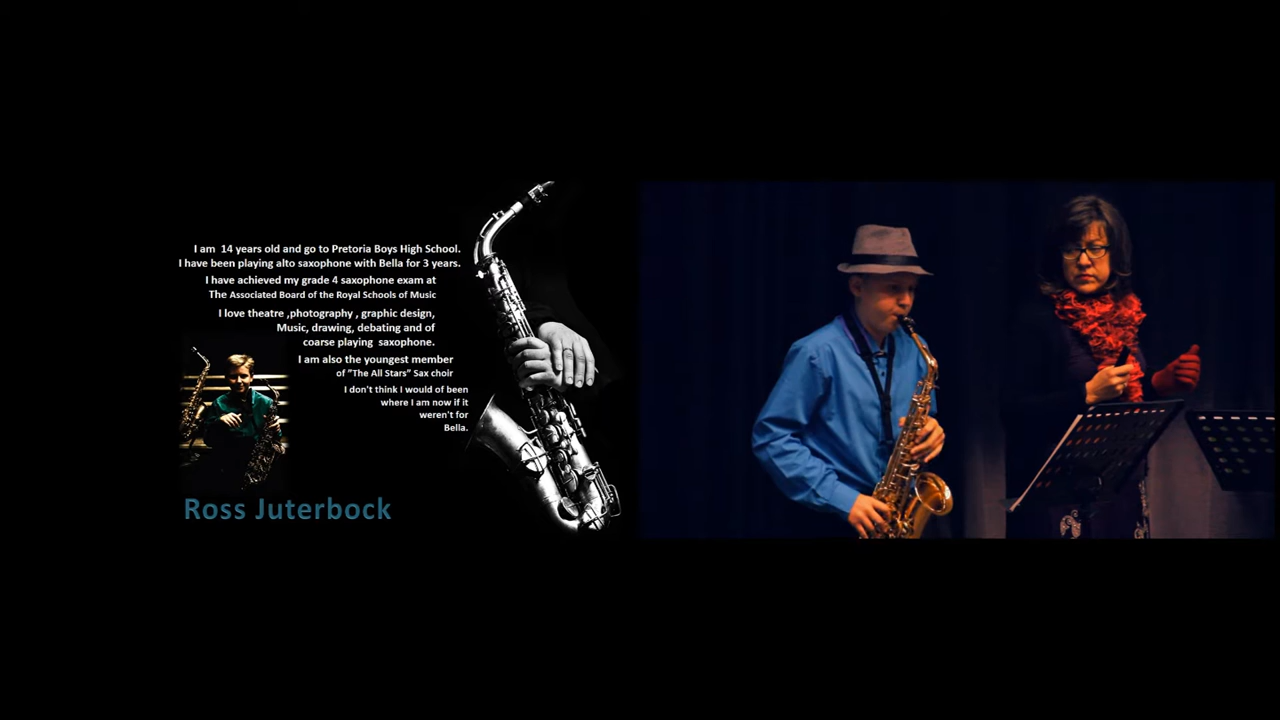 I am  14 years old and go to Pretoria Boys High School.
I have been playing alto saxophone with Bella for 3 years.
I have achieved my grade 4 saxophone exam at
The Associated Board of the Royal Schools of Music
I love theatre ,photography , graphic design,
Music, drawing, debating and of
coarse playing  saxophone.
I am also the youngest member
of "The All Stars" Sax choir
I don't think I would of been
where I am now if it
weren't for
Bella.
Ross Juterbock